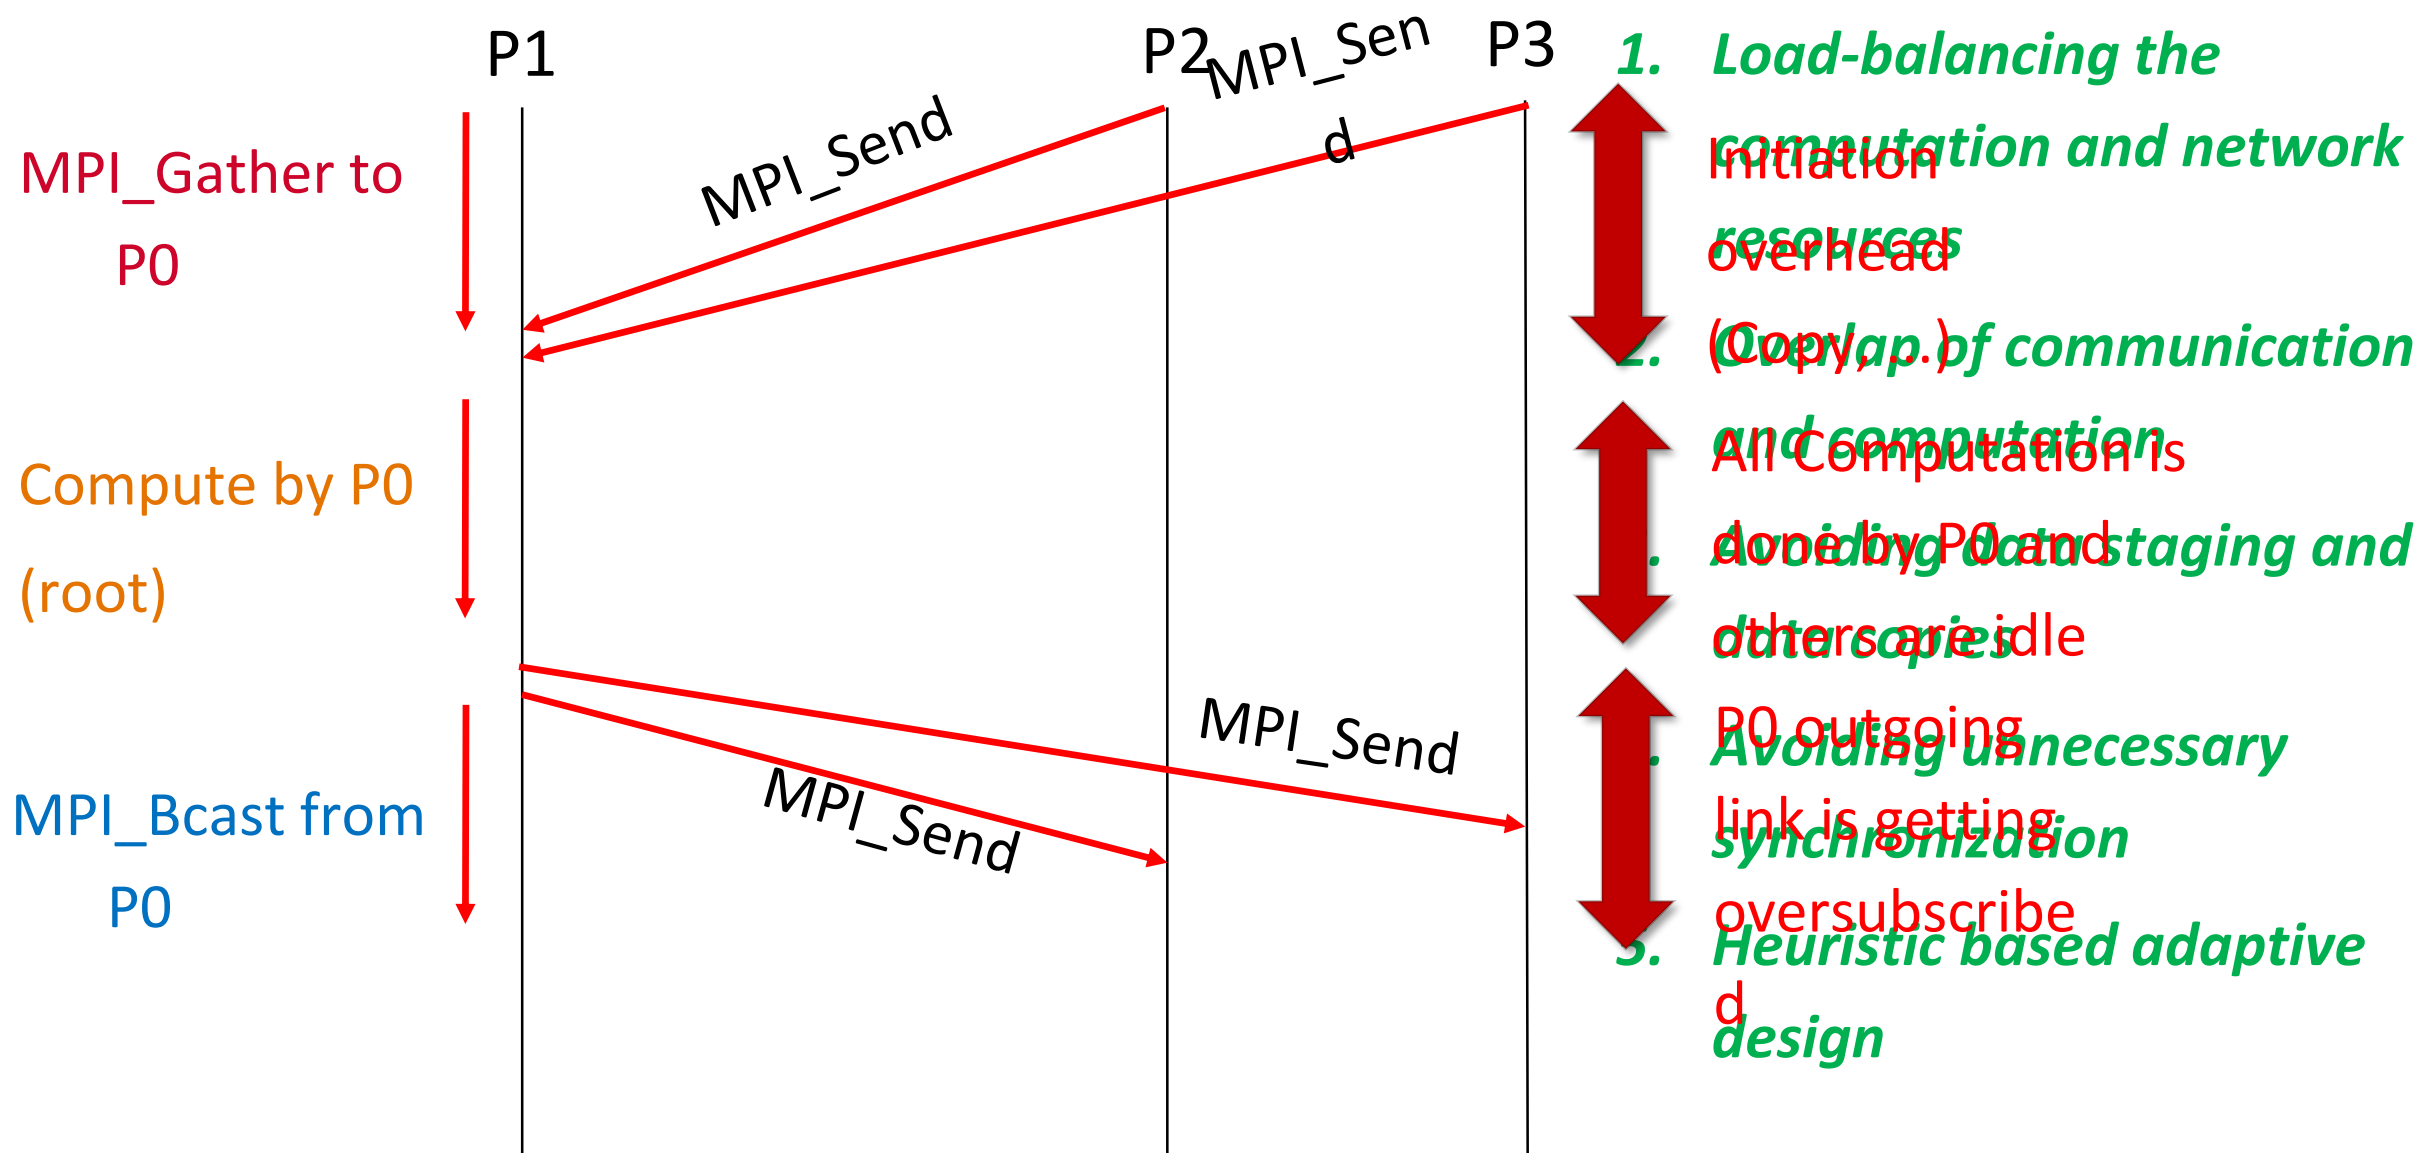 P1
P2
P3
MPI_Send
MPI_Sen
d
MPI_Gather to
P0
Compute by P0
(root)
MPI_Bcast from
P0
MPI_Send
MPI_Send
1. Load-balancing the
computation and network
resources
2. Overlap of communication
and computation
. Avoiding data staging and
data copies
. Avoiding unnecessary
synchronization
5. Heuristic based adaptive
design
Initiation
overhead
(Copy, ..)
All Computation is
done by P0 and
others are idle
P0 outgoing
link is getting
oversubscribe
d